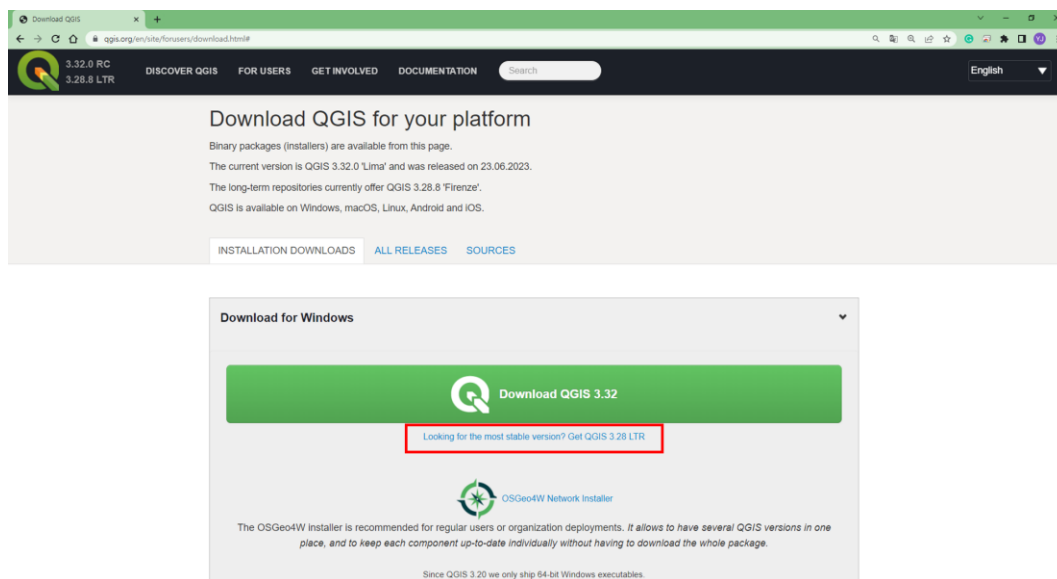 Download QGIS
qgis.org/en/site/forusers/download.html#
3.32.0 RC
3.28.8 LTR
DISCOVER QGIS FOR USERS GET INVOLVED DOCUMENTATION Search English
Download QGIS for your platform
Binary packages (installers) are available from this page.
The current version is QGIS 3.32.0 'Lima' and was released on 23.06.2023.
The long-term repositories currently offer QGIS 3.28.8 'Firenze'.
QGIS is available on Windows, macOS, Linux, Android and iOS.
INSTALLATION DOWNLOADS ALL RELEASES SOURCES
Download for Windows
Download QGIS 3.32
Looking for the most stable version? Get QGIS 3.28 LTR
OSGeo4W Network Installer
The OSGeo4W installer is recommended for regular users or organization deployments. It allows to have several QGIS versions in one
place, and to keep each component up-to-date individually without having to download the whole package.
Since QGIS 3.20 we only ship 64-bit Windows executables.